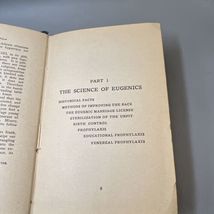 PART 1
THE SCIENCE OF EUGENICS
HISTORICAL FACTS
METHODS OF IMPROVING THE RACE
THE EUGENIC MARRIAGE LICENSE
STERILIZATION OF THE UNFIT
BIRTH CONTROL
PROPHYLAXIS
EDUCATIONAL PROPHYLAXIS
VENEREAL PROPHYLAXIS